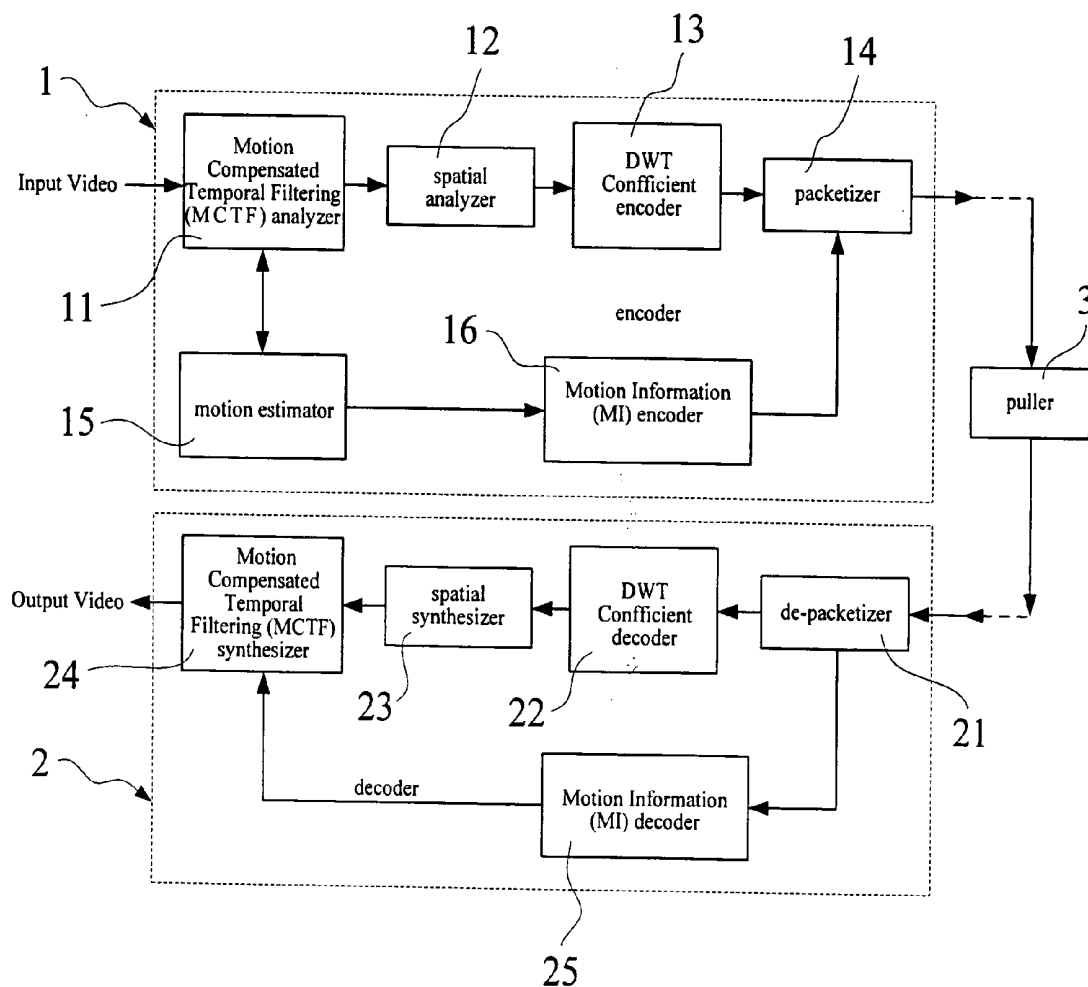 12
13
14
1
Motion
Compensated
Temporal Filtering
(MCTF) analyzer
Input Video
spatial
analyzer
DWT
Confficient
encoder
packetizer
11
encoder
3
16
puller
motion estimator
Motion Information
(MI) encoder
15
Motion
Compensated
Temporal
Filtering (MCTF)
synthesizer
Output Video
spatial
synthesizer
DWT
Confficient
decoder
de-packetizer
24
23
22
21
2
decoder
Motion Information
(MI) decoder
25